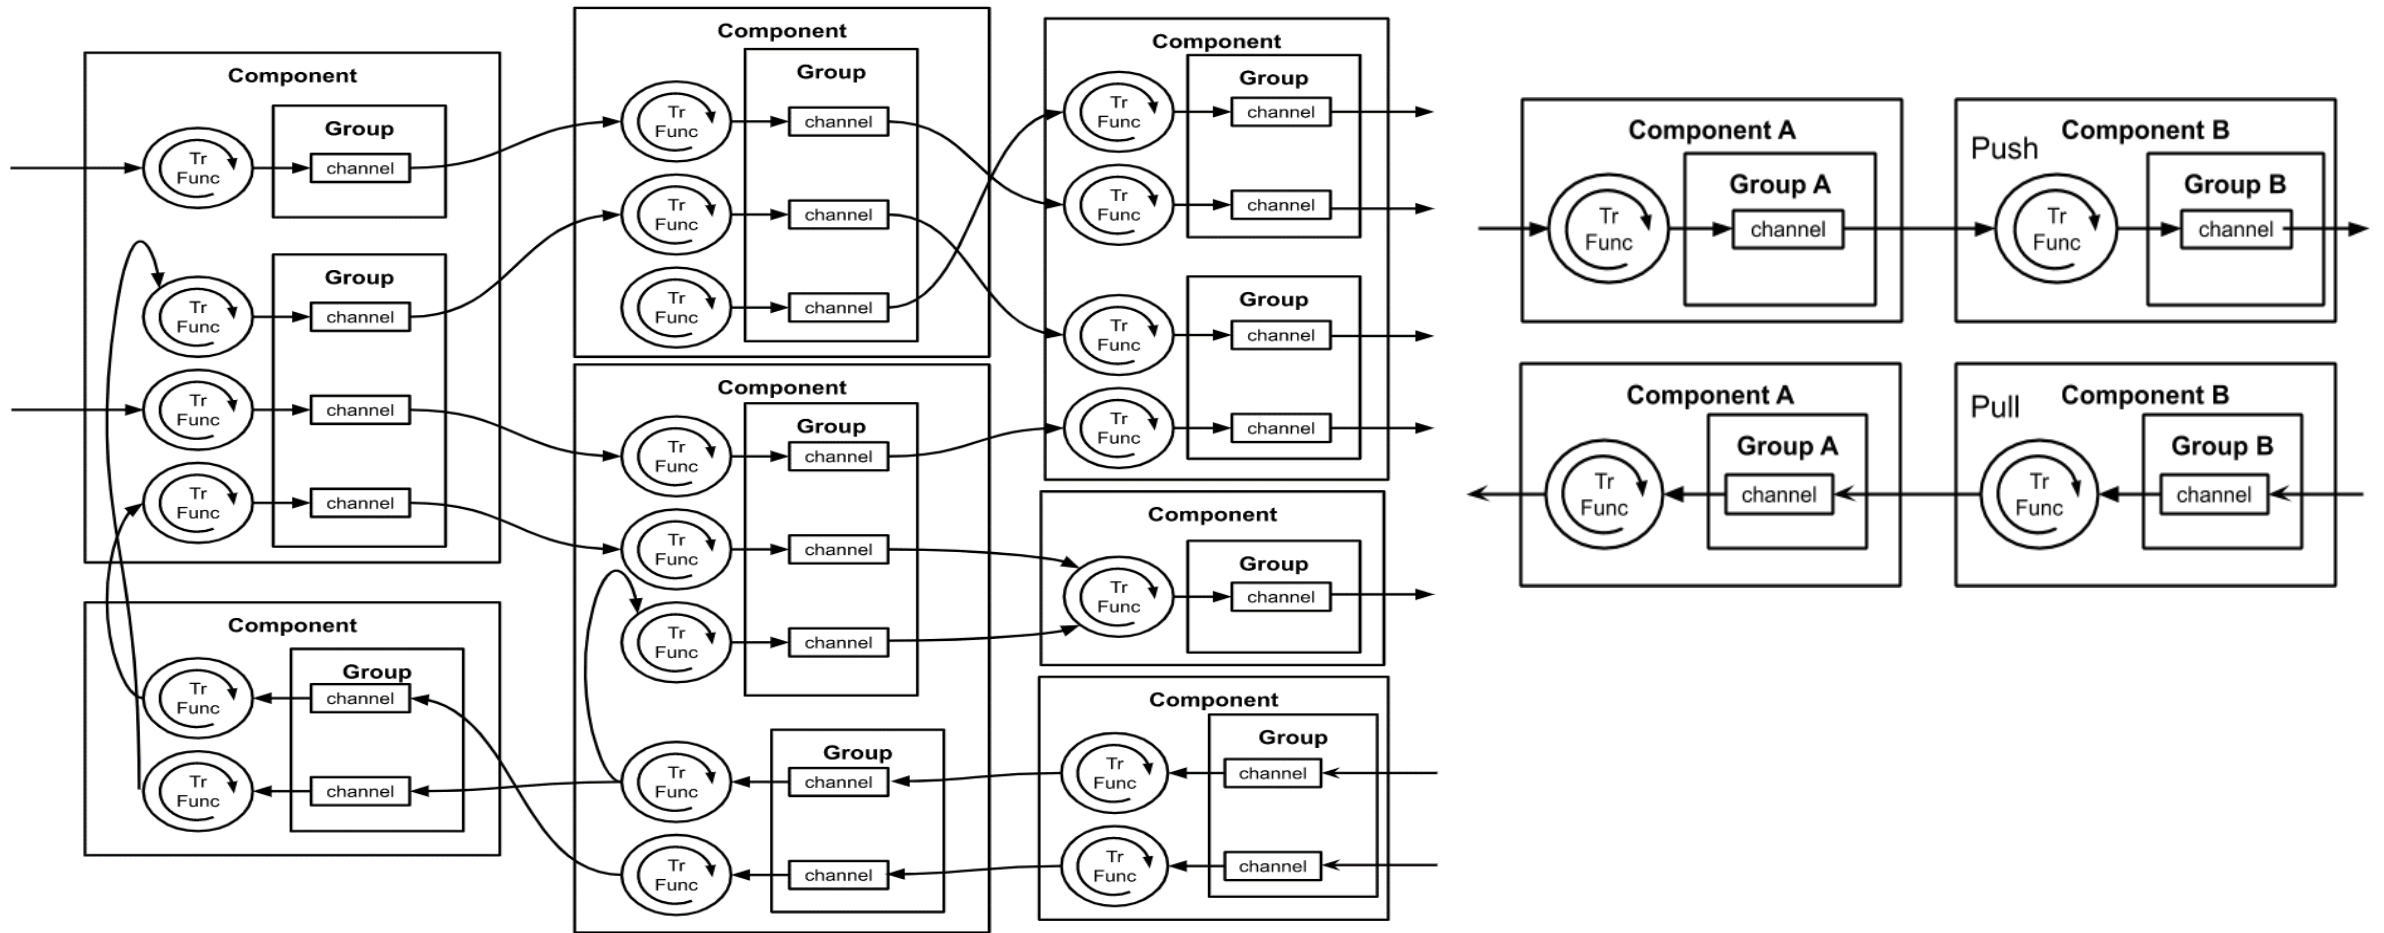 Component
Group
Tr
Func
channel
Group
Tr
Func
channel
Tr
Func
channel
Tr
Func
channel
Component
Group
Tr
Func
channel
Tr
Func
channel
Component
Group
Tr
Func
channel
Tr
Func
channel
Tr
Func
channel
Component
Group
Tr
Func
channel
Tr
Func
channel
Tr
Func
channel
Group
Tr
Func
channel
Tr
Func
channel
Component
Group
Tr
Func
channel
Tr
Func
channel
Group
Tr
Func
channel
Tr
Func
channel
Component
Group
Tr
Func
channel
Component
Group
Tr
Func
channel
Tr
Func
channel
Component A
Group A
Tr
Func
channel
Push
Component B
Group B
Tr
Func
channel
Component A
Group A
Tr
Func
channel
Pull
Component B
Group B
Tr
Func
channel